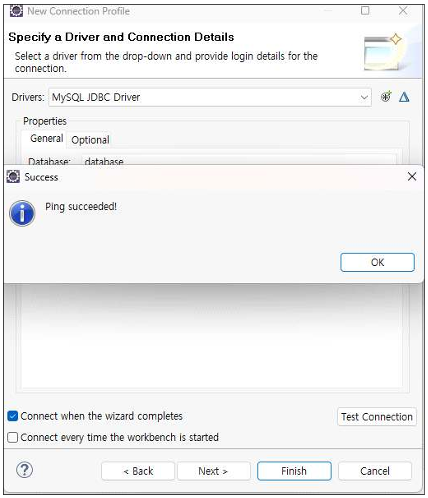 New Connection Profile
Specify a Driver and Connection Details
Select a driver from the drop-down and provide login details for the
connection.
Drivers: MySQL JDBC Driver
Properties
General Optional
Database: database
Success
Ping succeeded!
OK
Connect when the wizard completes
Test Connection
Connect every time the workbench is started
< Back Next > Finish Cancel